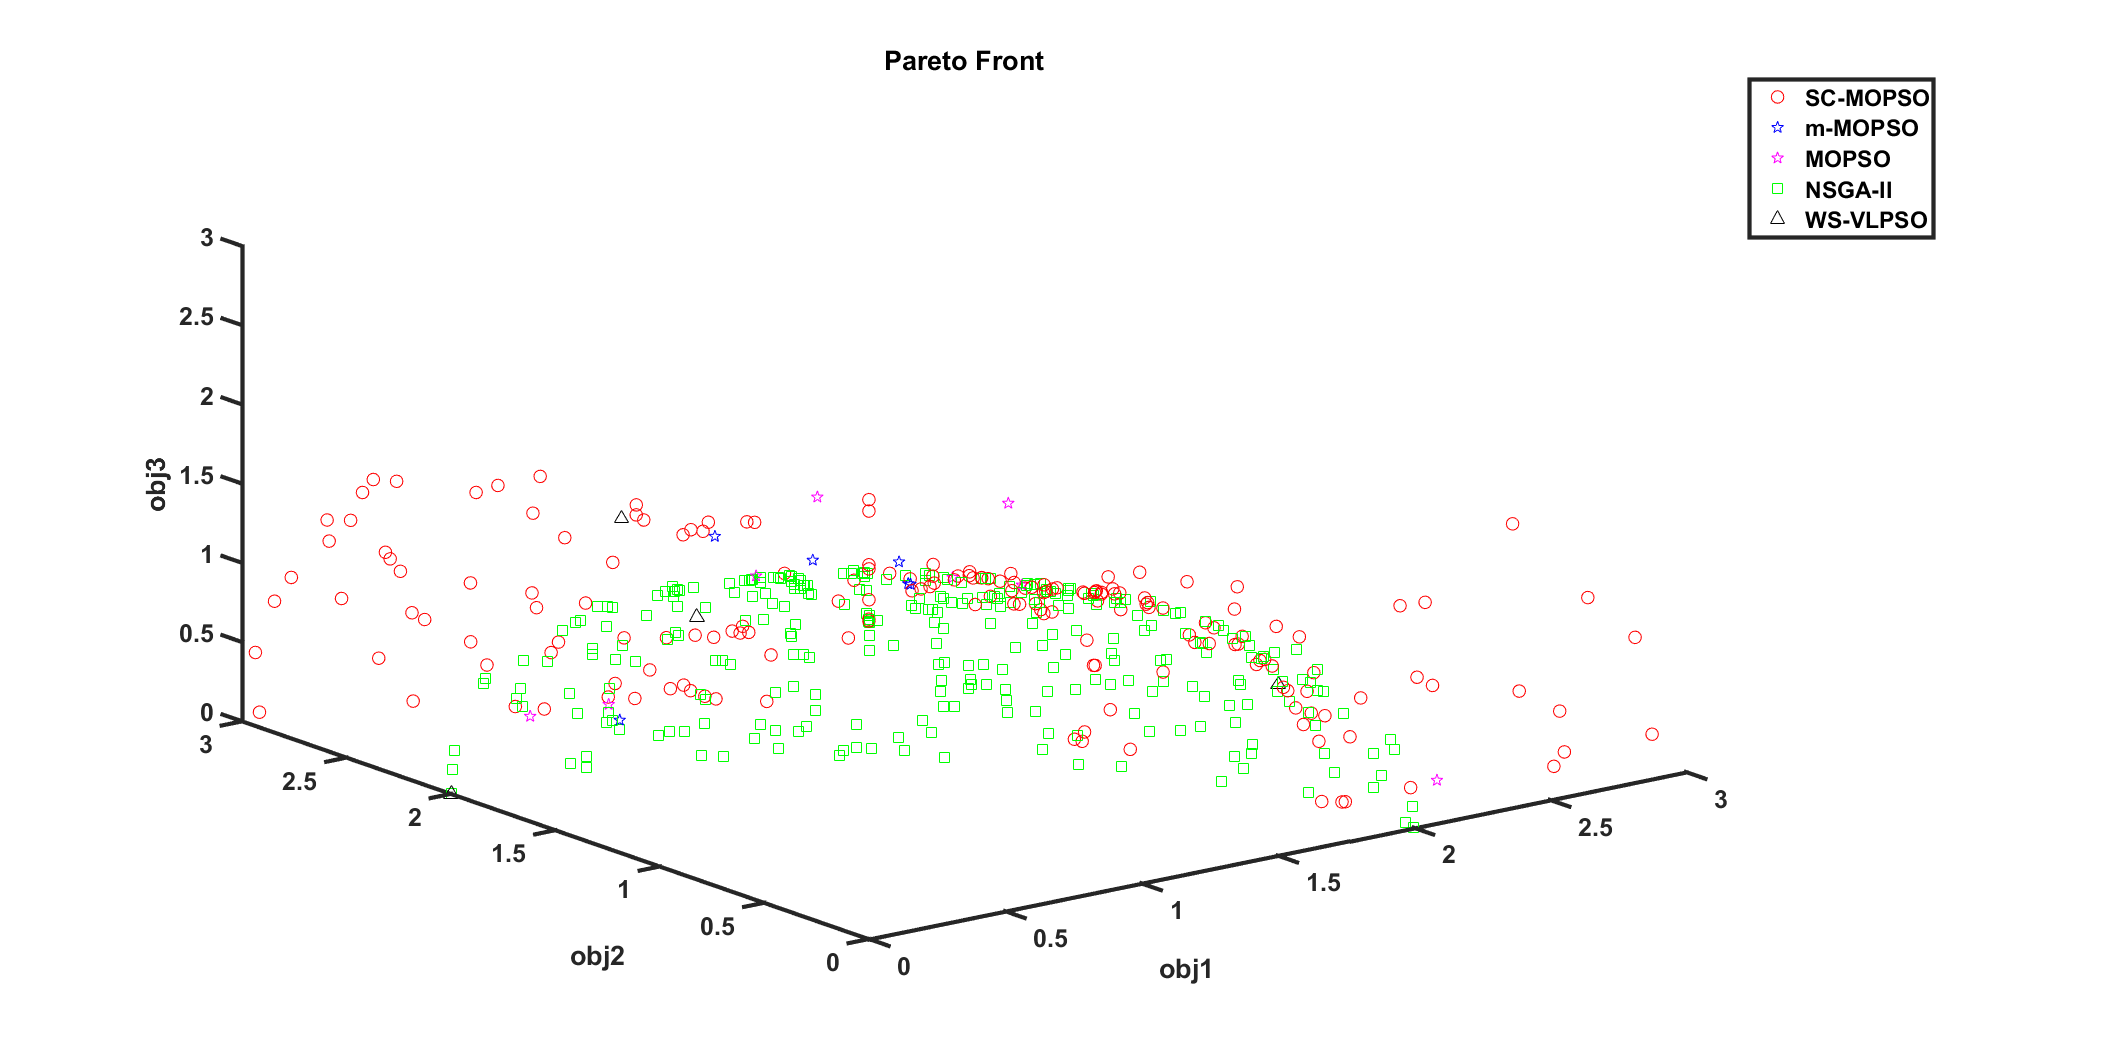 Pareto Front
SC-MOPSO
m-MOPSO
MOPSO
NSGA-II
WS-VLPSO
3
2.5
2
1.5
1
0.5
0
obj3
3
2.5
2
1.5
1
0.5
0
obj2
0
0.5
1
1.5
2
2.5
3
obj1